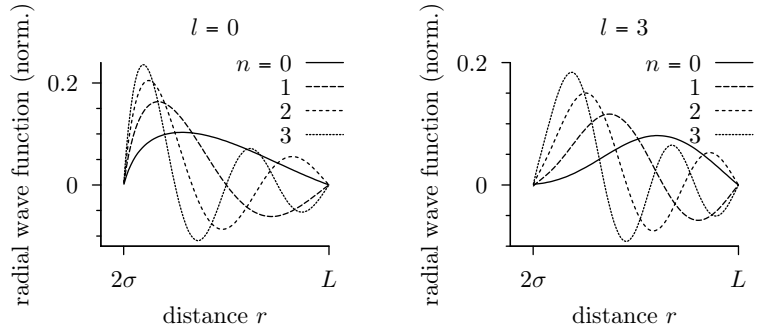 l = 0
radial wave function (norm.)
0.2
0
n = 0
1
2
3
2σ
L
distance r
l = 3
radial wave function (norm.)
0.2
0
n = 0
1
2
3
2σ
L
distance r